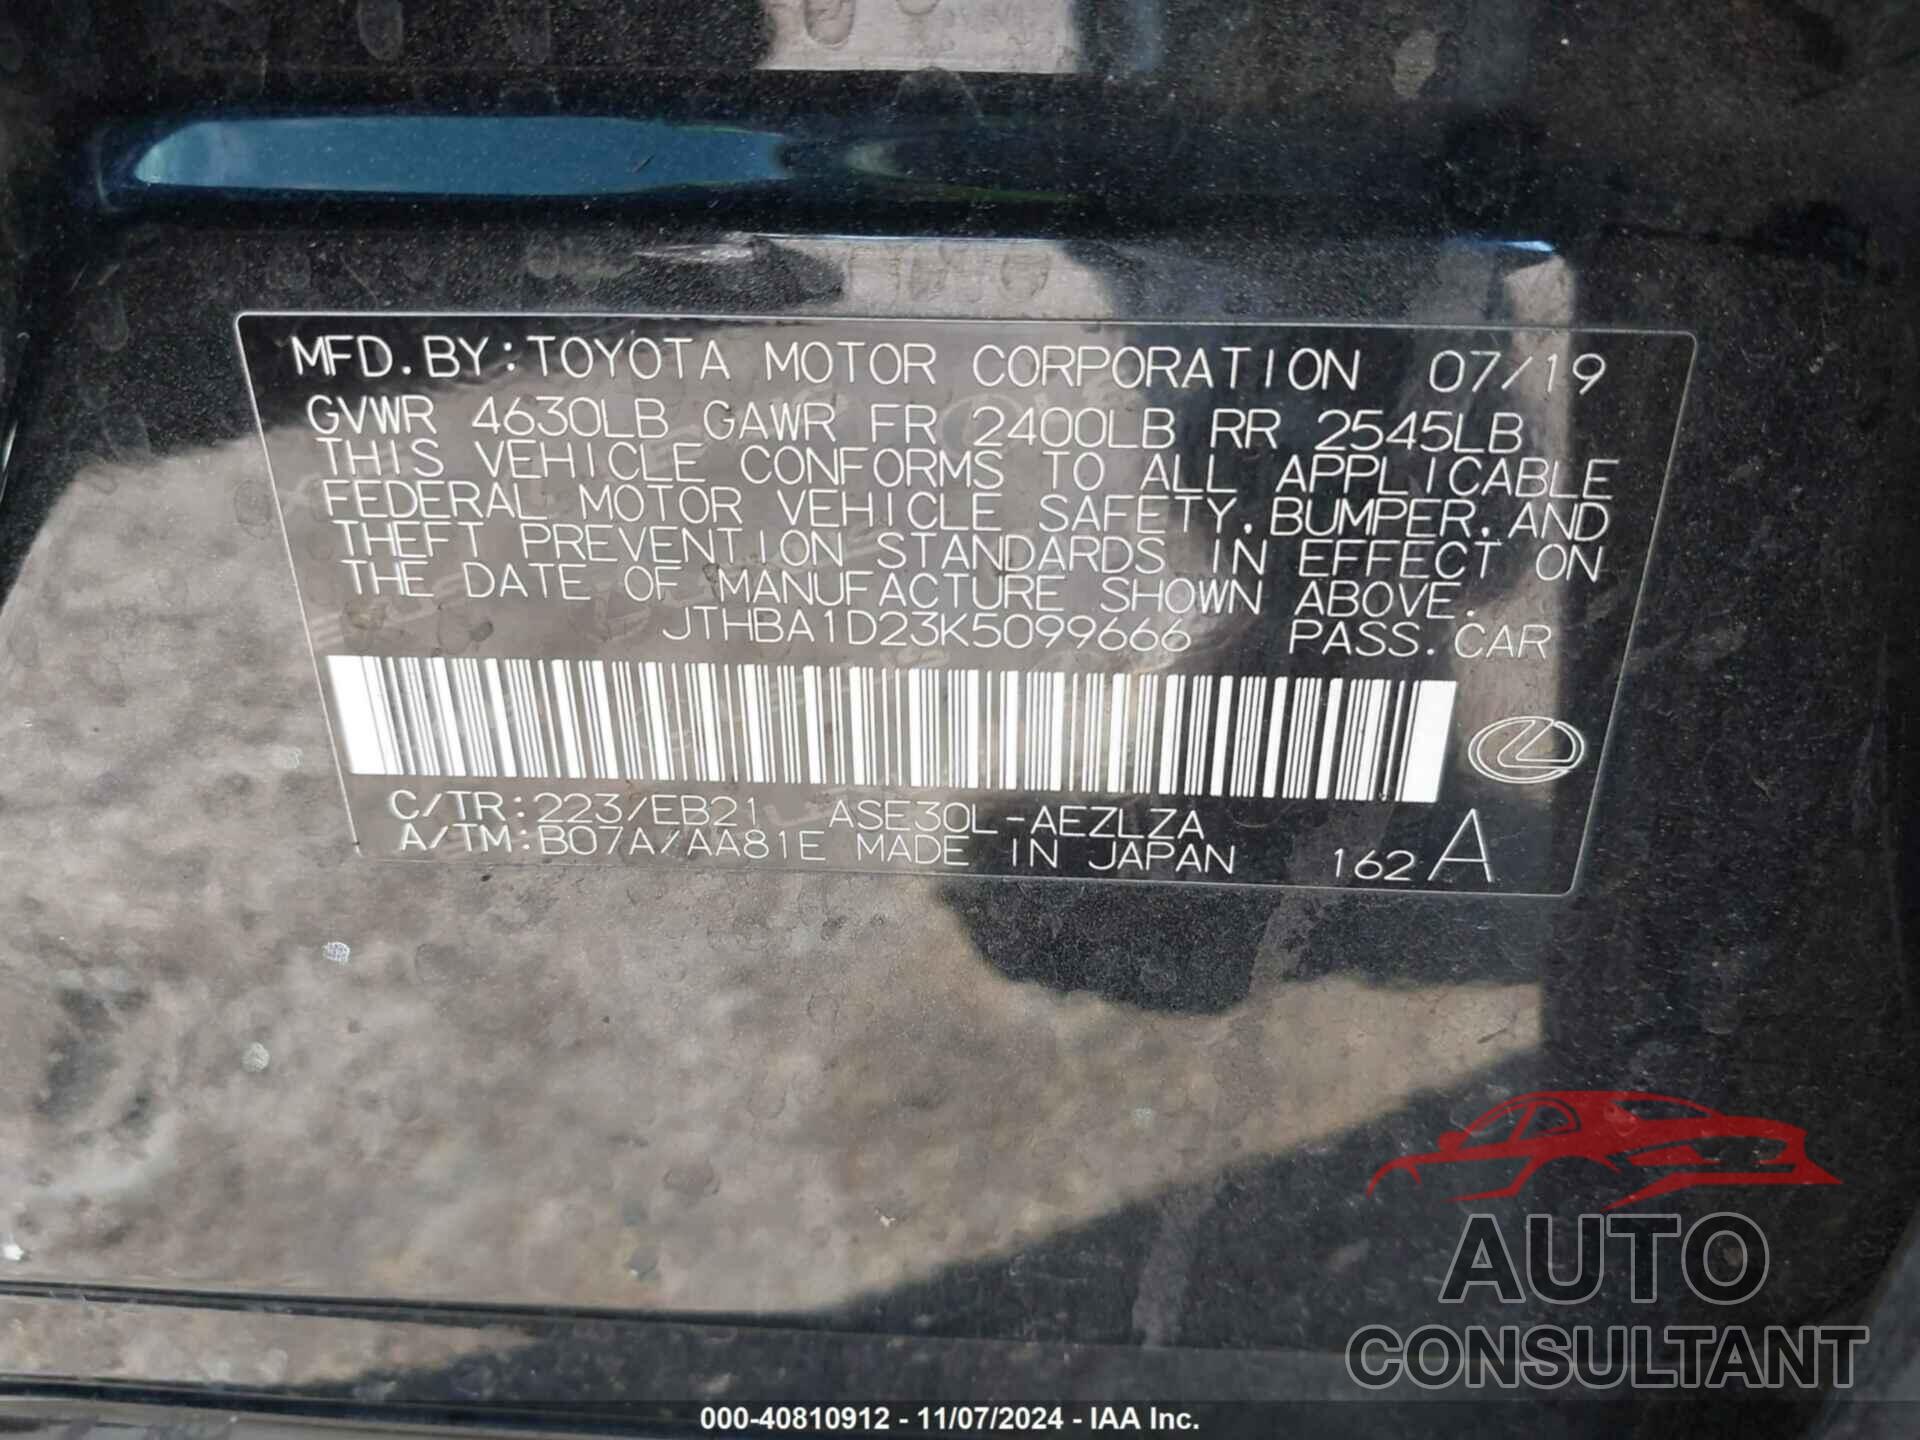 MFD. BY: TOYOTA MOTOR CORPORATION 07/19
GVWR 4630LB GAWR FR 2400LB RR 2545LB
THIS VEHICLE CONFORMS TO ALL APPLICABLE
FEDERAL MOTOR VEHICLE SAFETY, BUMPER, AND
THEFT PREVENTION STANDARDS IN EFFECT ON
THE DATE OF MANUFACTURE SHOWN ABOVE.
JTHBA1D23K5099666 PASS. CAR
C/TR: 223/EB21 ASE30L-AEZLZA
A/TM: B07A/AA81E MADE IN JAPAN 162 A
AUTO
CONSULTANT
000-40810912 - 11/07/2024 - IAA Inc.